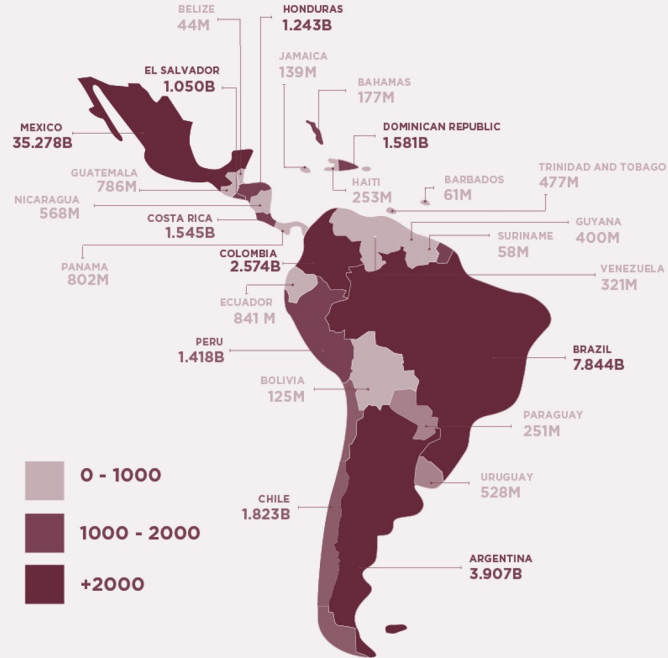 BELIZE
44M
HONDURAS
1.243B
JAMAICA
139M
EL SALVADOR
1.050B
BAHAMAS
177M
MEXICO
35.278B
DOMINICAN REPUBLIC
1.581B
GUATEMALA
786M
HAITI
253M
BARBADOS
61M
TRINIDAD AND TOBAGO
477M
NICARAGUA
568M
COSTA RICA
1.545B
GUYANA
400M
SURINAME
58M
COLOMBIA
2.574B
PANAMA
802M
VENEZUELA
321M
ECUADOR
841 M
PERU
1.418B
BRAZIL
7.844B
BOLIVIA
125M
PARAGUAY
251M
0 - 1000
URUGUAY
528M
CHILE
1.823B
1000 - 2000
ARGENTINA
3.907B
+2000